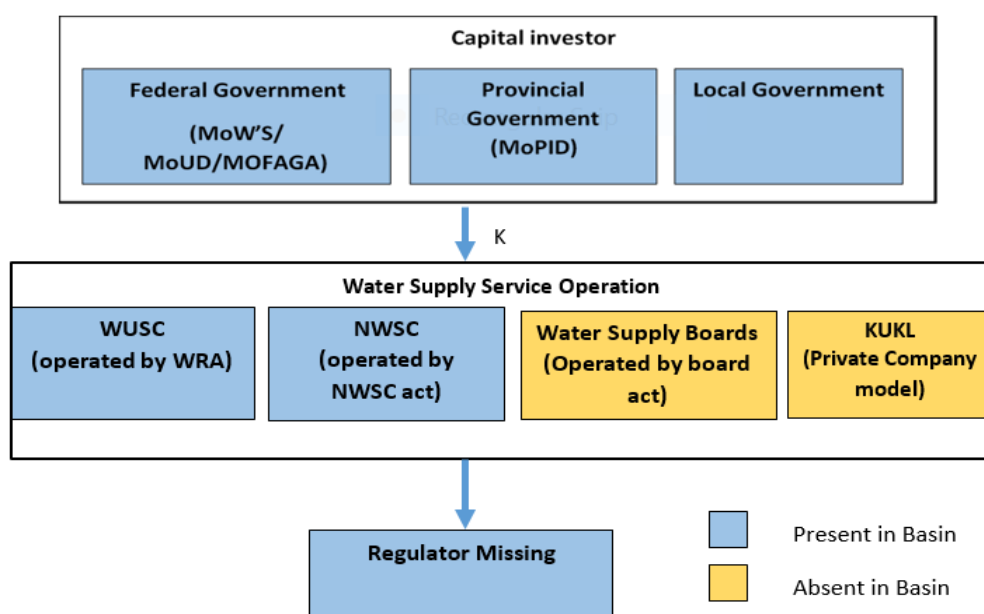 Capital investor
Federal Government
(MoW'S/
MoUD/MOFAGA)
Provincial
Government
(MoPID)
Local Government
K
Water Supply Service Operation
WUSC
(operated by WRA)
NWSC
(operated by
NWSC act)
Water Supply Boards
(Operated by board
act)
KUKL
(Private Company
model)
Regulator Missing
Present in Basin
Absent in Basin